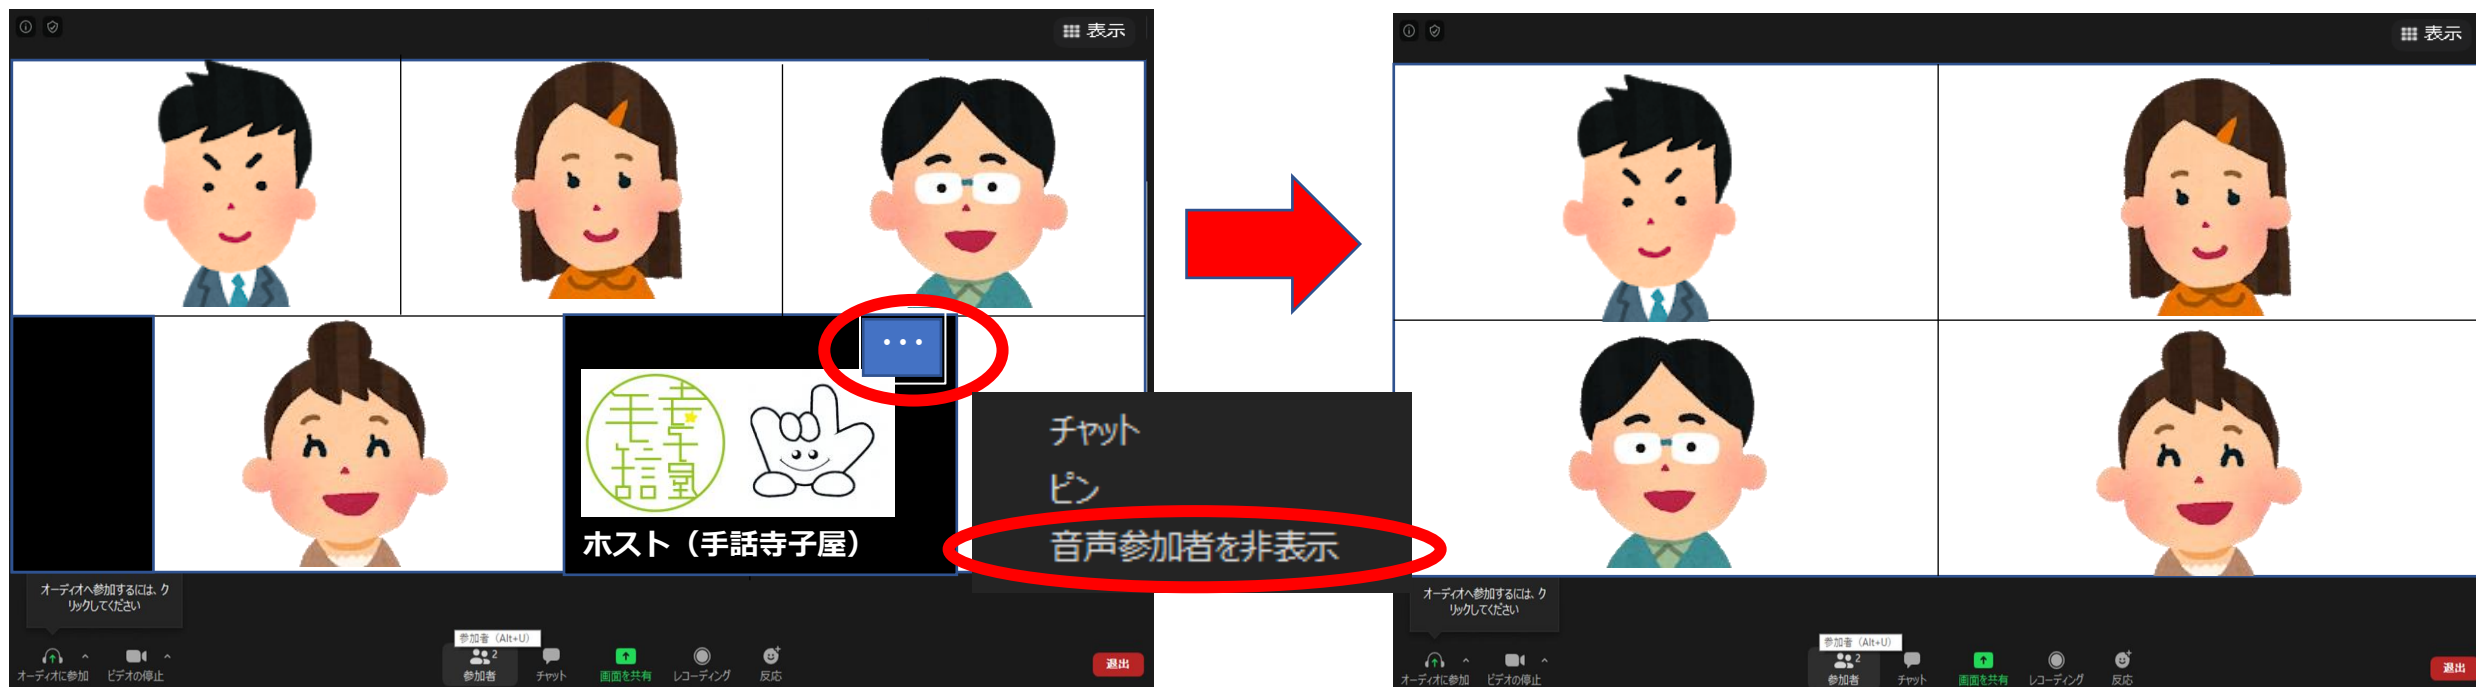 表示
・・・
手話寺子屋
ホスト（手話寺子屋）
チャット
ピン
音声参加者を非表示
オーディオへ参加するには、ク
リックしてください
参加者（Alt+U）
2
オーディオに参加
ビデオの停止
参加者
チャット
画面を共有
レコーディング
反応
退出
表示
オーディオへ参加するには、ク
リックしてください
参加者（Alt+U）
2
オーディオに参加
ビデオの停止
参加者
チャット
画面を共有
レコーディング
反応
退出